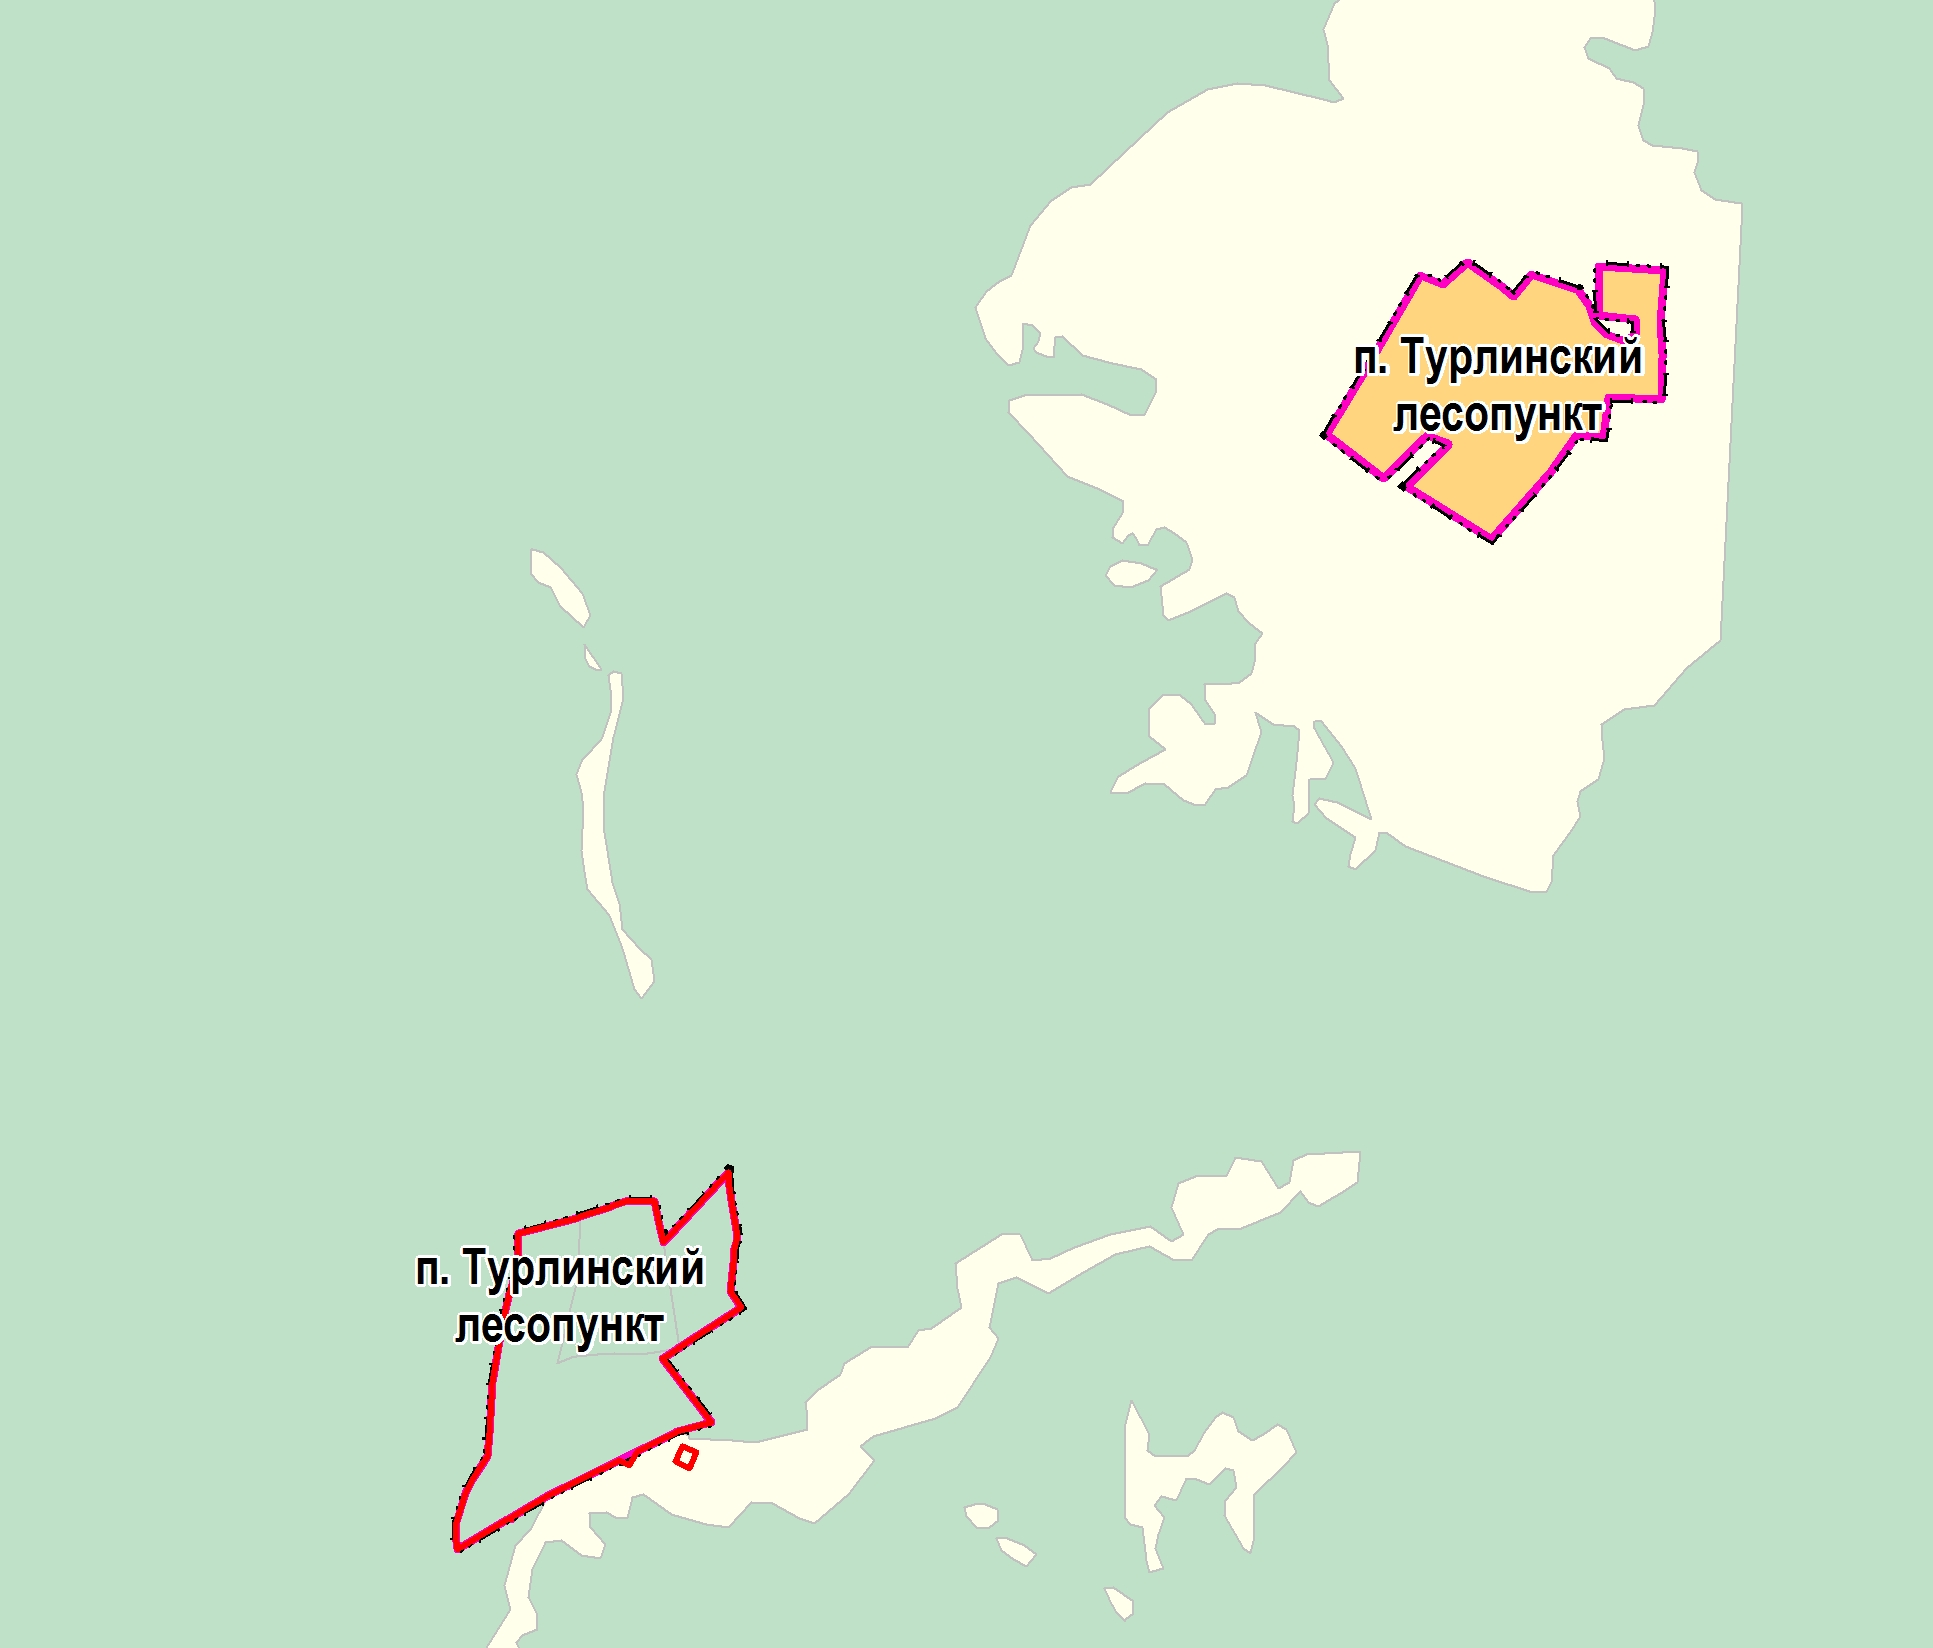 п. Турлинский
лесопункт
п. Турлинский
лесопункт